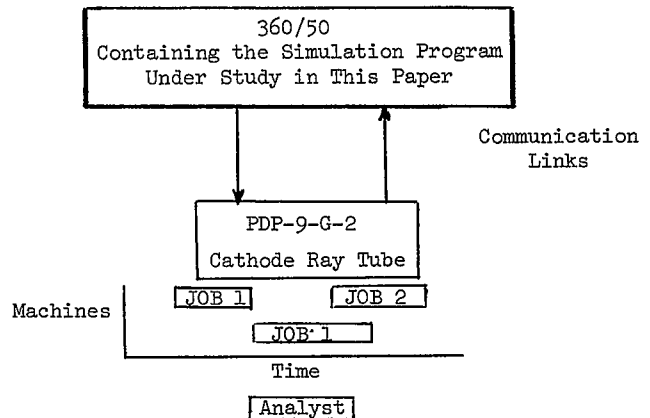 360/50
Containing the Simulation Program
Under Study in This Paper
Communication
Links
PDP-9-G-2
Cathode Ray Tube
JOB 1
JOB 2
Machines
JOB 1
Time
Analyst